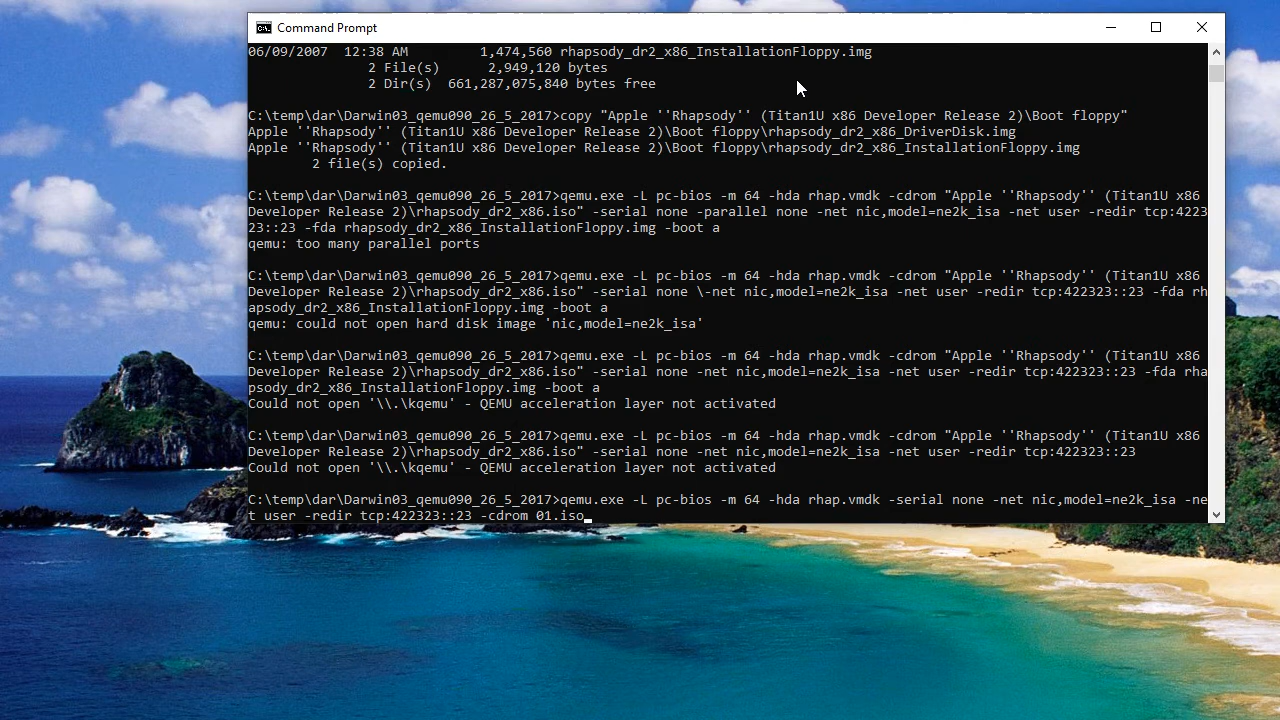 Command Prompt
06/09/2007  12:38 AM         1,474,560 rhapsody_dr2_x86_InstallationFloppy.img
2 File(s)      2,949,120 bytes
2 Dir(s)  661,287,075,840 bytes free
C:\temp\dar\Darwin03_qemu090_26_5_2017>copy "Apple ''Rhapsody'' (Titan1U x86 Developer Release 2)\Boot floppy"
Apple ''Rhapsody'' (Titan1U x86 Developer Release 2)\Boot floppy\rhapsody_dr2_x86_DriverDisk.img
Apple ''Rhapsody'' (Titan1U x86 Developer Release 2)\Boot floppy\rhapsody_dr2_x86_InstallationFloppy.img
2 file(s) copied.
C:\temp\dar\Darwin03_qemu090_26_5_2017>qemu.exe -L pc-bios -m 64 -hda rhap.vmdk -cdrom "Apple ''Rhapsody'' (Titan1U x86
Developer Release 2)\rhapsody_dr2_x86.iso" -serial none -parallel none -net nic,model=ne2k_isa -net user -redir tcp:4223
23::23 -fda rhapsody_dr2_x86_InstallationFloppy.img -boot a
qemu: too many parallel ports
C:\temp\dar\Darwin03_qemu090_26_5_2017>qemu.exe -L pc-bios -m 64 -hda rhap.vmdk -cdrom "Apple ''Rhapsody'' (Titan1U x86
Developer Release 2)\rhapsody_dr2_x86.iso" -serial none \-net nic,model=ne2k_isa -net user -redir tcp:422323::23 -fda rh
apsody_dr2_x86_InstallationFloppy.img -boot a
qemu: could not open hard disk image 'nic,model=ne2k_isa'
C:\temp\dar\Darwin03_qemu090_26_5_2017>qemu.exe -L pc-bios -m 64 -hda rhap.vmdk -cdrom "Apple ''Rhapsody'' (Titan1U x86
Developer Release 2)\rhapsody_dr2_x86.iso" -serial none -net nic,model=ne2k_isa -net user -redir tcp:422323::23 -fda rha
psody_dr2_x86_InstallationFloppy.img -boot a
Could not open '\\.\kqemu' - QEMU acceleration layer not activated
C:\temp\dar\Darwin03_qemu090_26_5_2017>qemu.exe -L pc-bios -m 64 -hda rhap.vmdk -cdrom "Apple ''Rhapsody'' (Titan1U x86
Developer Release 2)\rhapsody_dr2_x86.iso" -serial none -net nic,model=ne2k_isa -net user -redir tcp:422323::23
Could not open '\\.\kqemu' - QEMU acceleration layer not activated
C:\temp\dar\Darwin03_qemu090_26_5_2017>qemu.exe -L pc-bios -m 64 -hda rhap.vmdk -serial none -net nic,model=ne2k_isa -ne
t user -redir tcp:422323::23 -cdrom 01.iso